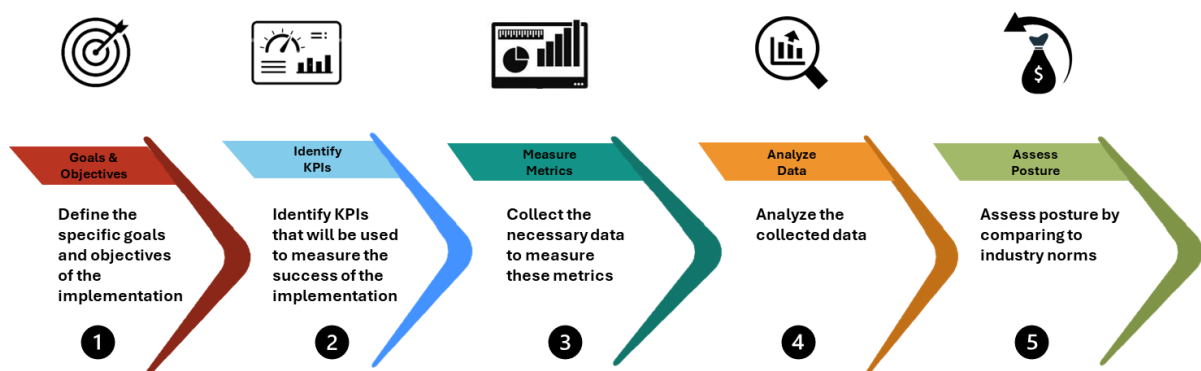 $
Goals &
Objectives
Define the
specific goals
and objectives
of the
implementation
1
Identify
KPIs
Identify KPIs
that will be used
to measure the
success of the
implementation
2
Measure
Metrics
Collect the
necessary data
to measure
these metrics
3
Analyze
Data
Analyze the
collected data
4
Assess
Posture
Assess posture by
comparing to
industry norms
5